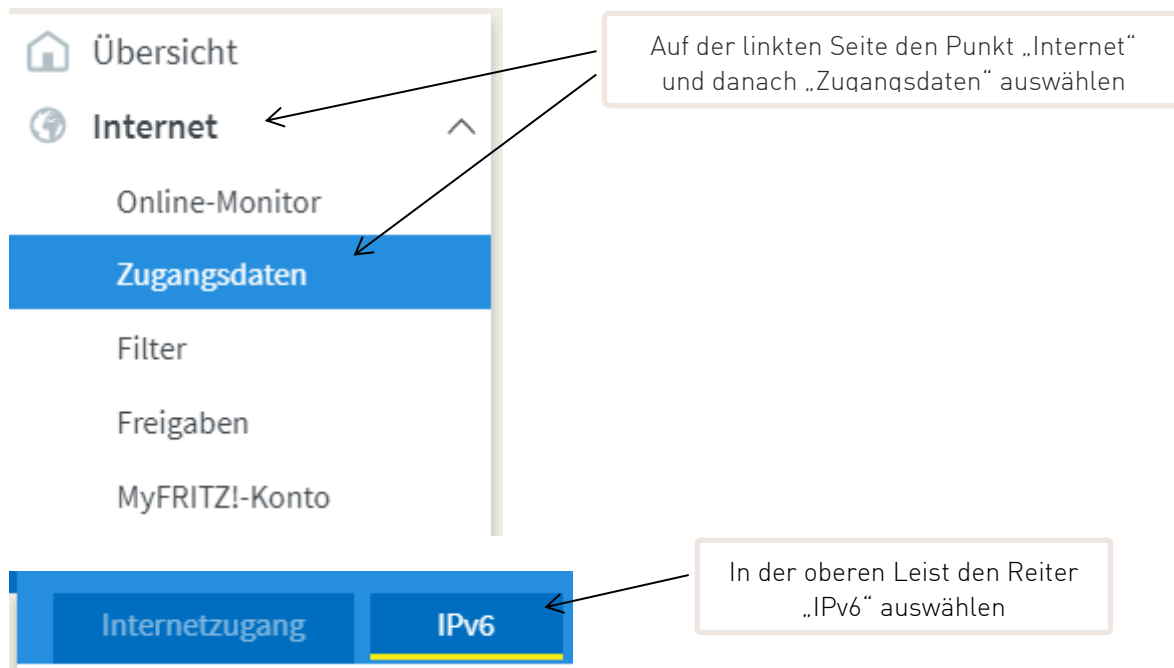 Übersicht
Auf der linkten Seite den Punkt „Internet“
und danach „Zugangsdaten“ auswählen
Internet
Online-Monitor
Zugangsdaten
Filter
Freigaben
MyFRITZ!-Konto
In der oberen Leist den Reiter
„IPv6“ auswählen
Internetzugang
IPv6